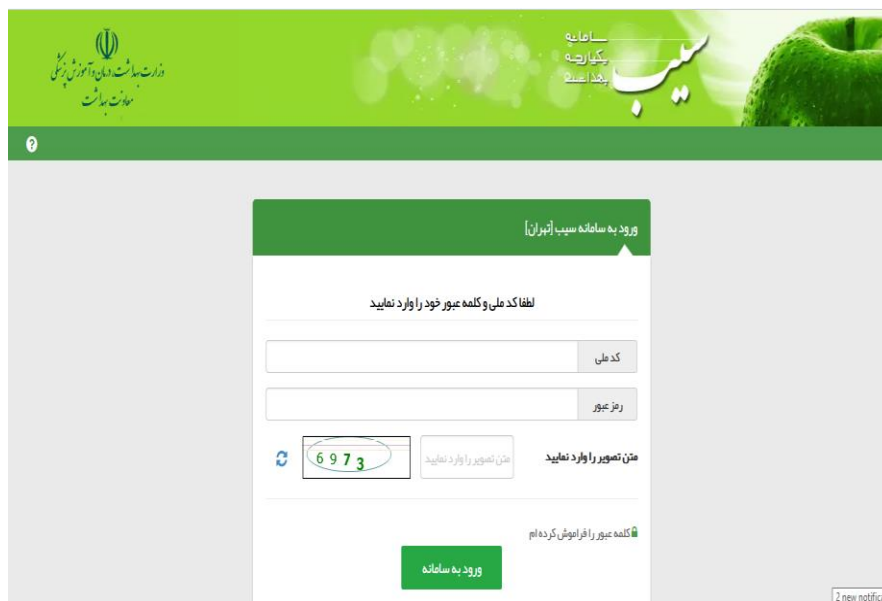 وزارت بهداشت، درمان و آموزش پزشکی
معاونت بهداشت
سامانه
یکپارچه
بهداشت
سیب
?
ورود به سامانه سیب [تهران]
لطفا کد ملی و کلمه عبور خود را وارد نمایید
کد ملی
رمز عبور
متن تصویر را وارد نمایید
متن تصویر را وارد نمایید
6973
کلمه عبور را فراموش کرده ام
ورود به سامانه
2 new notific